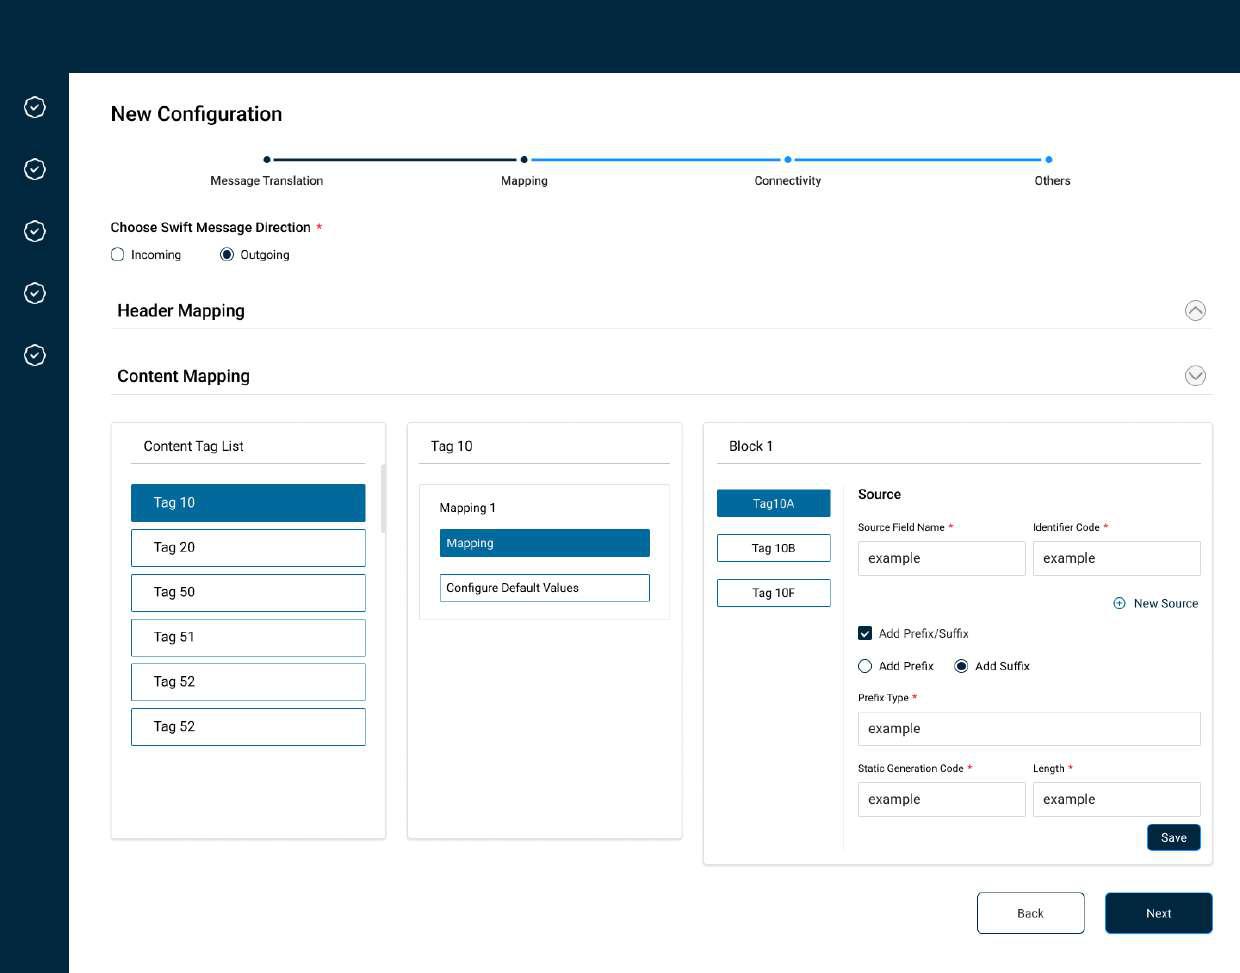 New Configuration
Message Translation
Mapping
Connectivity
Others
Choose Swift Message Direction *
Incoming
Outgoing
Header Mapping
Content Mapping
Content Tag List
Tag 10
Tag 20
Tag 50
Tag 51
Tag 52
Tag 52
Tag 10
Mapping 1
Mapping
Configure Default Values
Block 1
Tag10A
Tag 10B
Tag 10F
Source
Source Field Name *
Identifier Code *
example
example
New Source
Add Prefix/Suffix
Add Prefix
Add Suffix
Prefix Type *
example
Static Generation Code *
Length *
example
example
Save
Back
Next